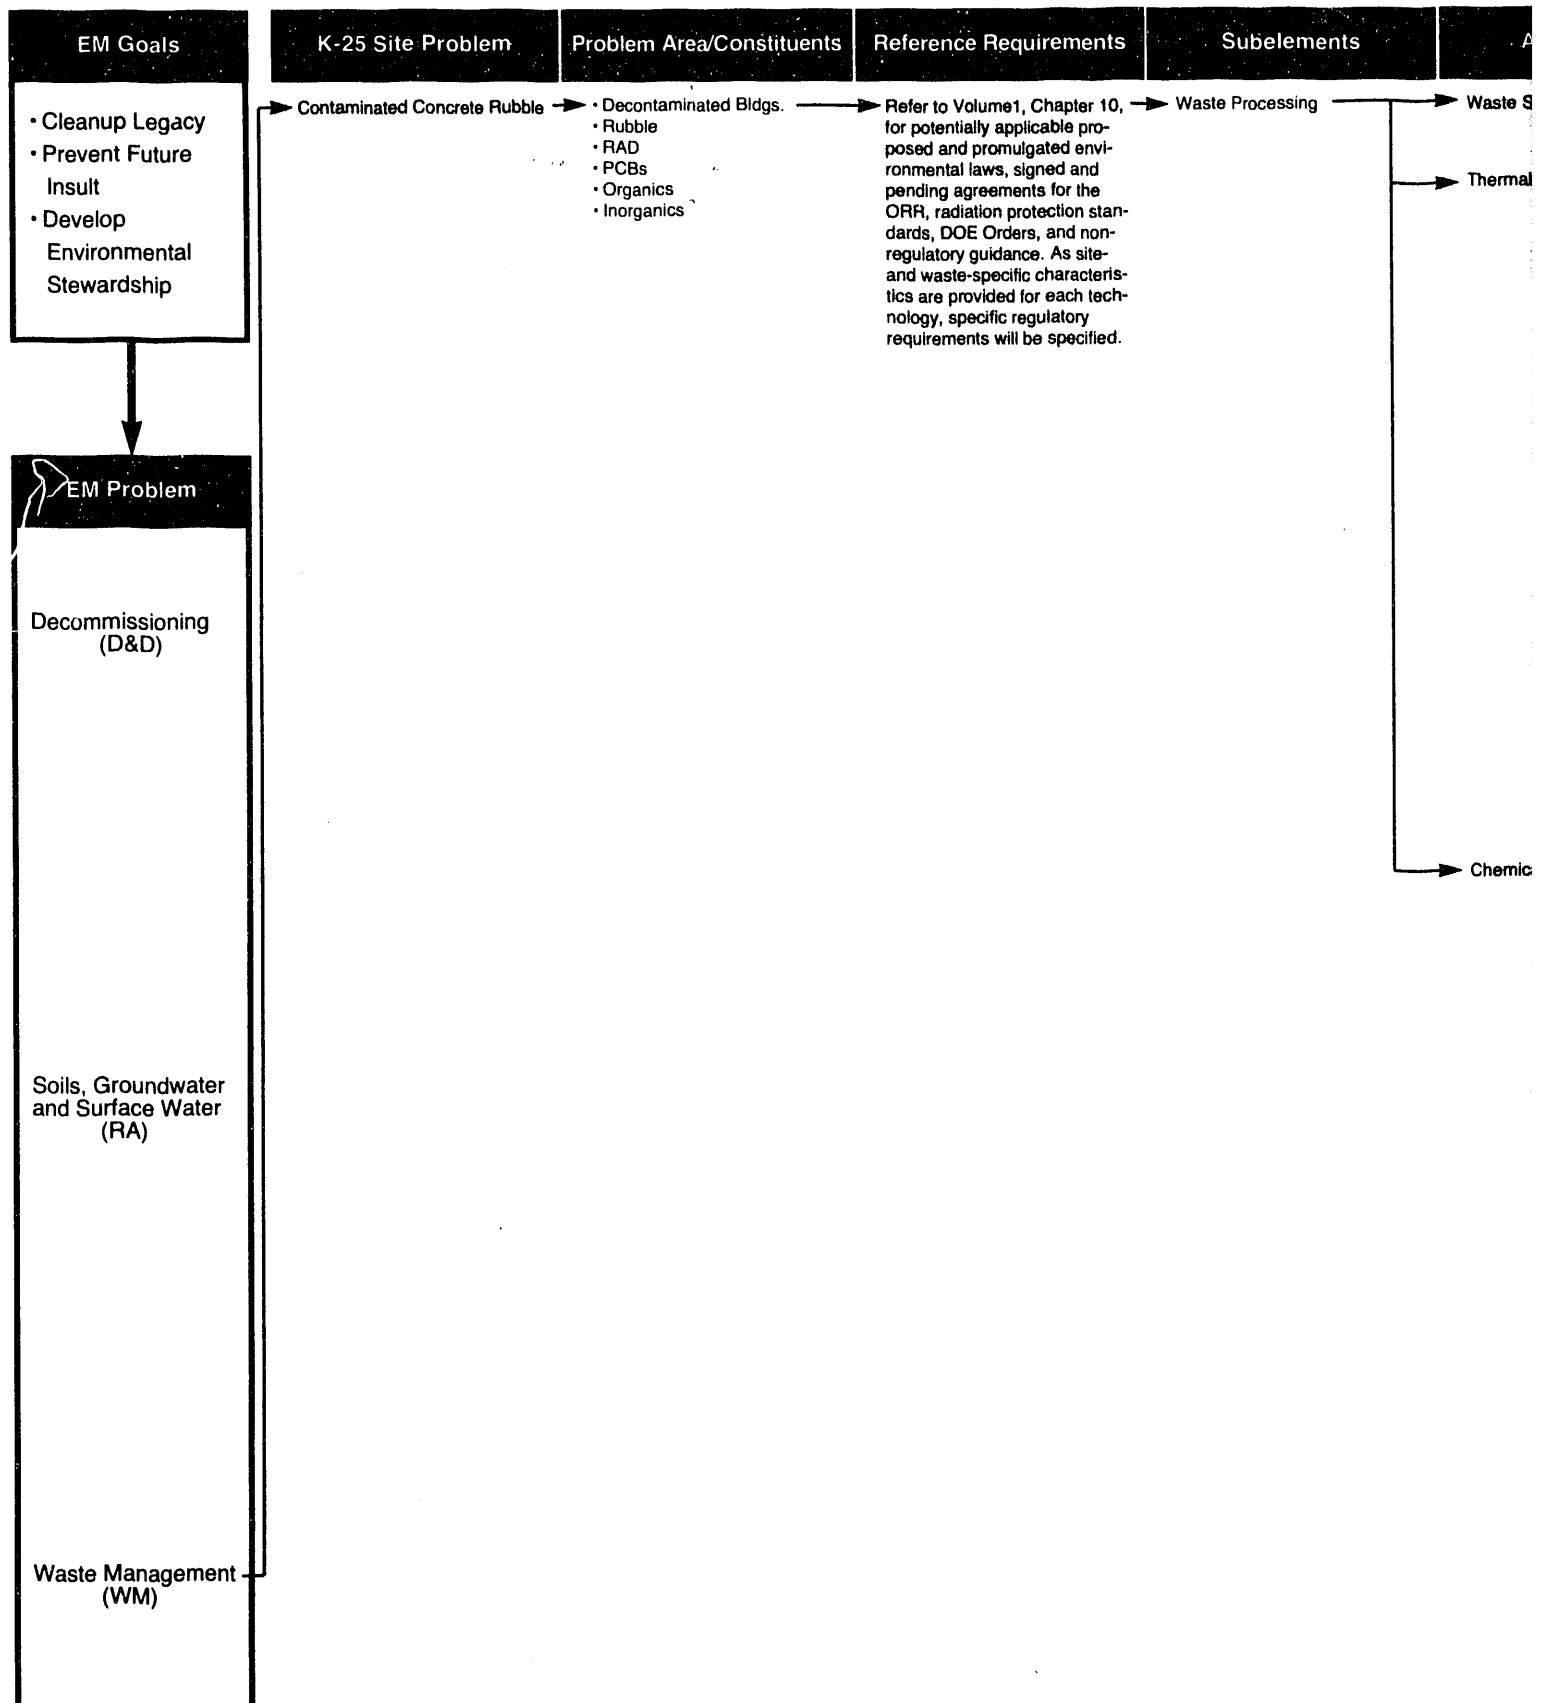 EM Goals
• Cleanup Legacy
• Prevent Future
Insult
• Develop
Environmental
Stewardship
EM Problem
Decommissioning
(D&D)
Soils, Groundwater
and Surface Water
(RA)
Waste Management
(WM)
K-25 Site Problem
Contaminated Concrete Rubble
Problem Area/Constituents
• Decontaminated Bldgs.
• Rubble
• RAD
• PCBs
• Organics
• Inorganics
Reference Requirements
Refer to Volume1, Chapter 10,
for potentially applicable pro-
posed and promulgated envi-
ronmental laws, signed and
pending agreements for the
ORR, radiation protection stan-
dards, DOE Orders, and non-
regulatory guidance. As site-
and waste-specific characteris-
tics are provided for each tech-
nology, specific regulatory
requirements will be specified.
Subelements
Waste Processing
Waste
Thermal